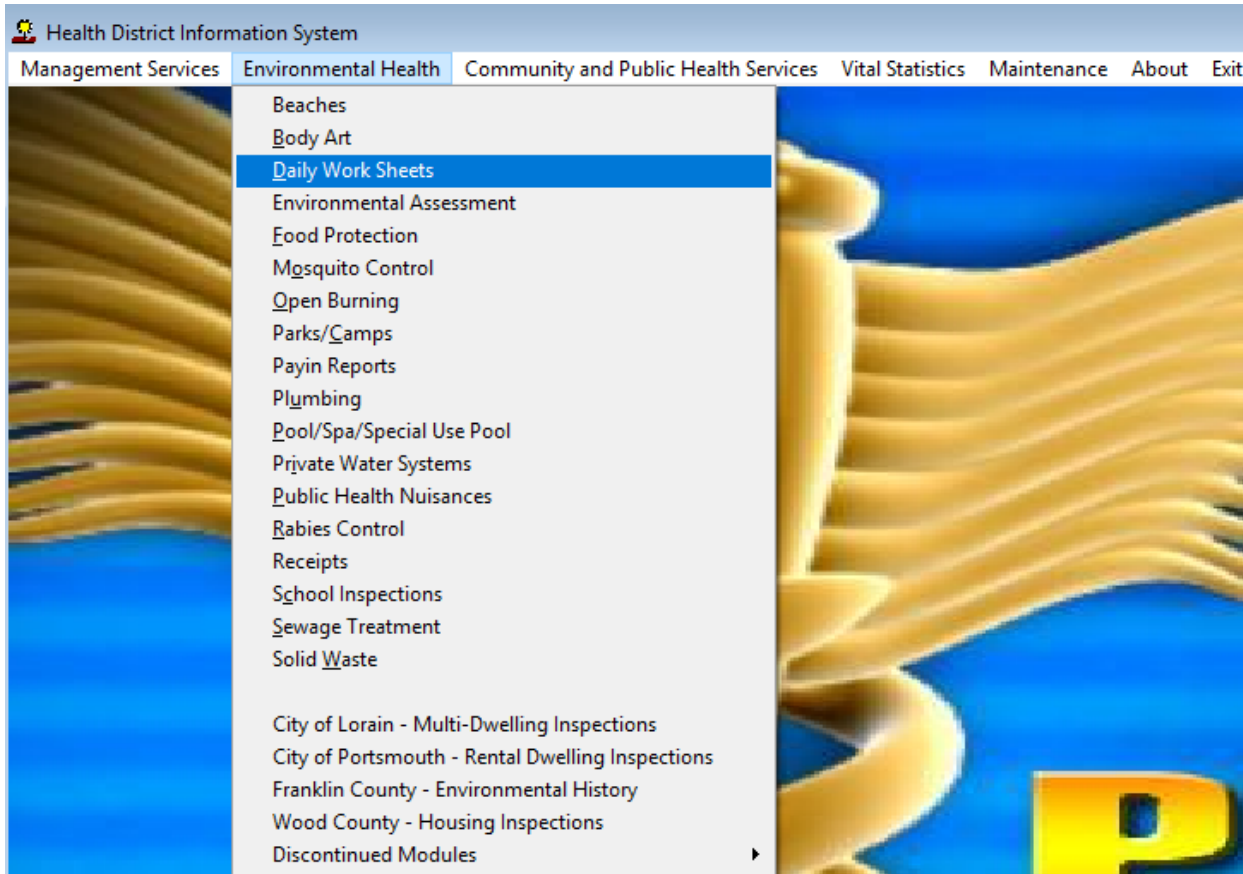 Health District Information System
Management Services Environmental Health Community and Public Health Services Vital Statistics Maintenance About Exit
Beaches
Body Art
Daily Work Sheets
Environmental Assessment
Food Protection
Mosquito Control
Open Burning
Parks/Camps
Payin Reports
Plumbing
Pool/Spa/Special Use Pool
Private Water Systems
Public Health Nuisances
Rabies Control
Receipts
School Inspections
Sewage Treatment
Solid Waste
City of Lorain - Multi-Dwelling Inspections
City of Portsmouth - Rental Dwelling Inspections
Franklin County - Environmental History
Wood County - Housing Inspections
Discontinued Modules
P